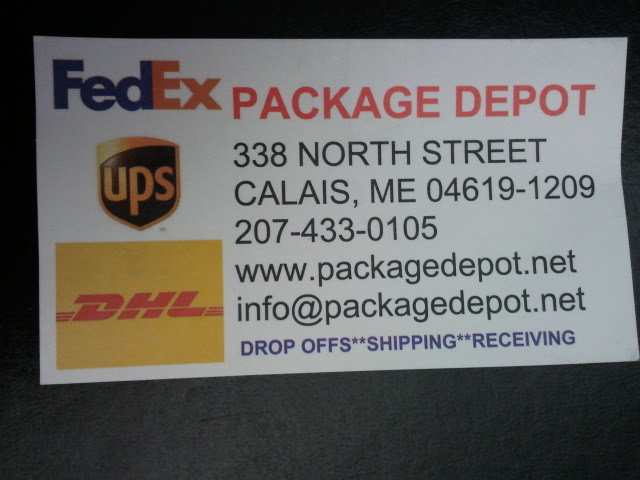 FedEx
PACKAGE DEPOT
ups
338 NORTH STREET
CALAIS, ME 04619-1209
207-433-0105
DHL
www.packagedepot.net
info@packagedepot.net
DROP OFFS**SHIPPING**RECEIVING